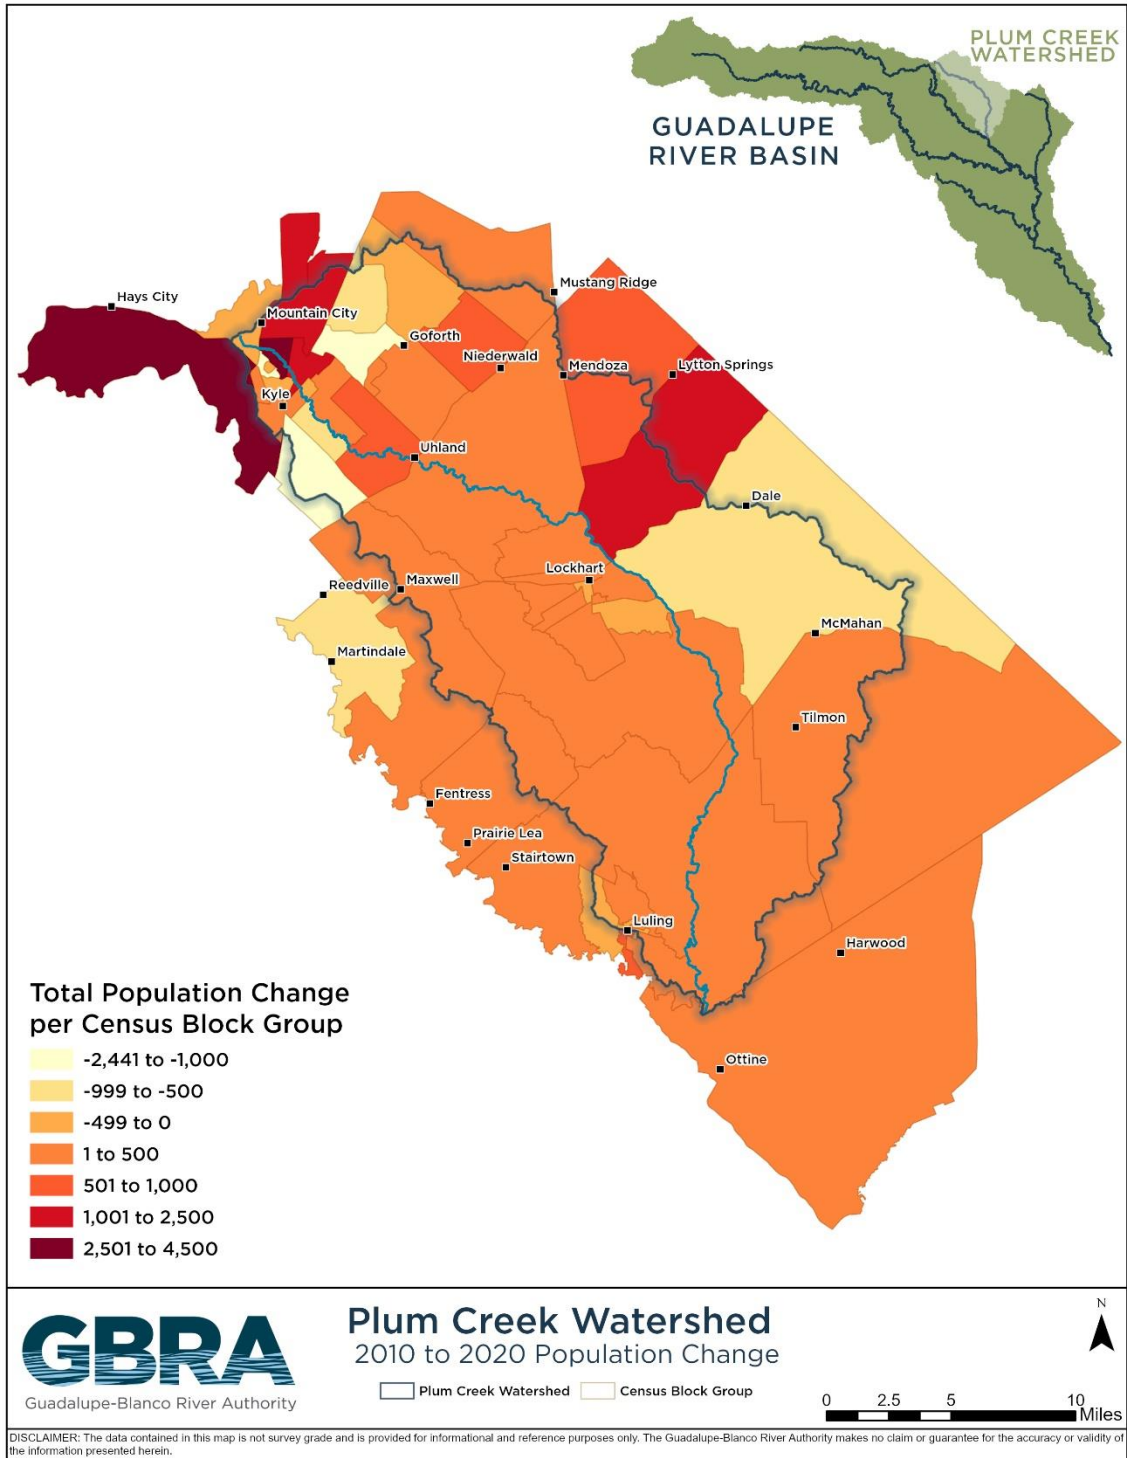 PLUM CREEK
WATERSHED
GUADALUPE
RIVER BASIN
Mustang Ridge
Hays City
Mountain City
Goforth
Niederwald
Mendoza
Lytton Springs
Kyle
Uhland
Dale
Lockhart
Reedville
Maxwell
McMahan
Martindale
Tilmon
Fentress
Prairie Lea
Stairtown
Luling
Harwood
Ottine
Total Population Change
per Census Block Group
-2,441 to -1,000
-999 to -500
-499 to 0
1 to 500
501 to 1,000
1,001 to 2,500
2,501 to 4,500
GBRA
Guadalupe-Blanco River Authority
Plum Creek Watershed
2010 to 2020 Population Change
Plum Creek Watershed Census Block Group
N
0 2.5 5 10
Miles
DISCLAIMER: The data contained in this map is not survey grade and is provided for informational and reference purposes only. The Guadalupe-Blanco River Authority makes no claim or guarantee for the accuracy or validity of
the information presented herein.